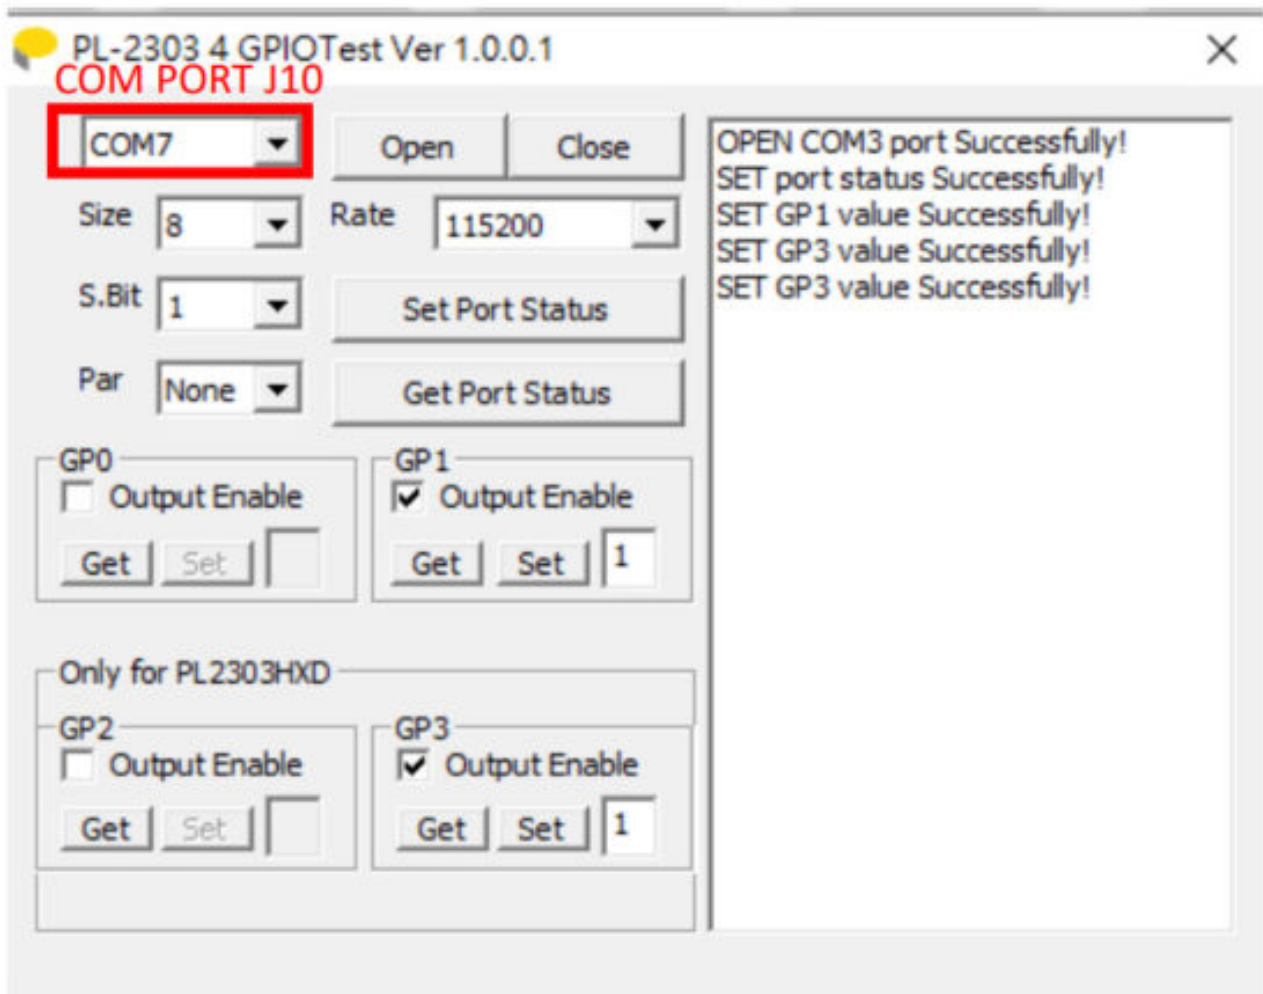 PL-2303 4 GPIOTest Ver 1.0.0.1
COM PORT J10
COM7 Open Close
Size 8 Rate 115200
S.Bit 1 Set Port Status
Par None Get Port Status
GP0 GP1
Output Enable Output Enable
Get Set Get Set 1
Only for PL2303HXD
GP2 GP3
Output Enable Output Enable
Get Set Get Set 1
OPEN COM3 port Successfully!
SET port status Successfully!
SET GP1 value Successfully!
SET GP3 value Successfully!
SET GP3 value Successfully!